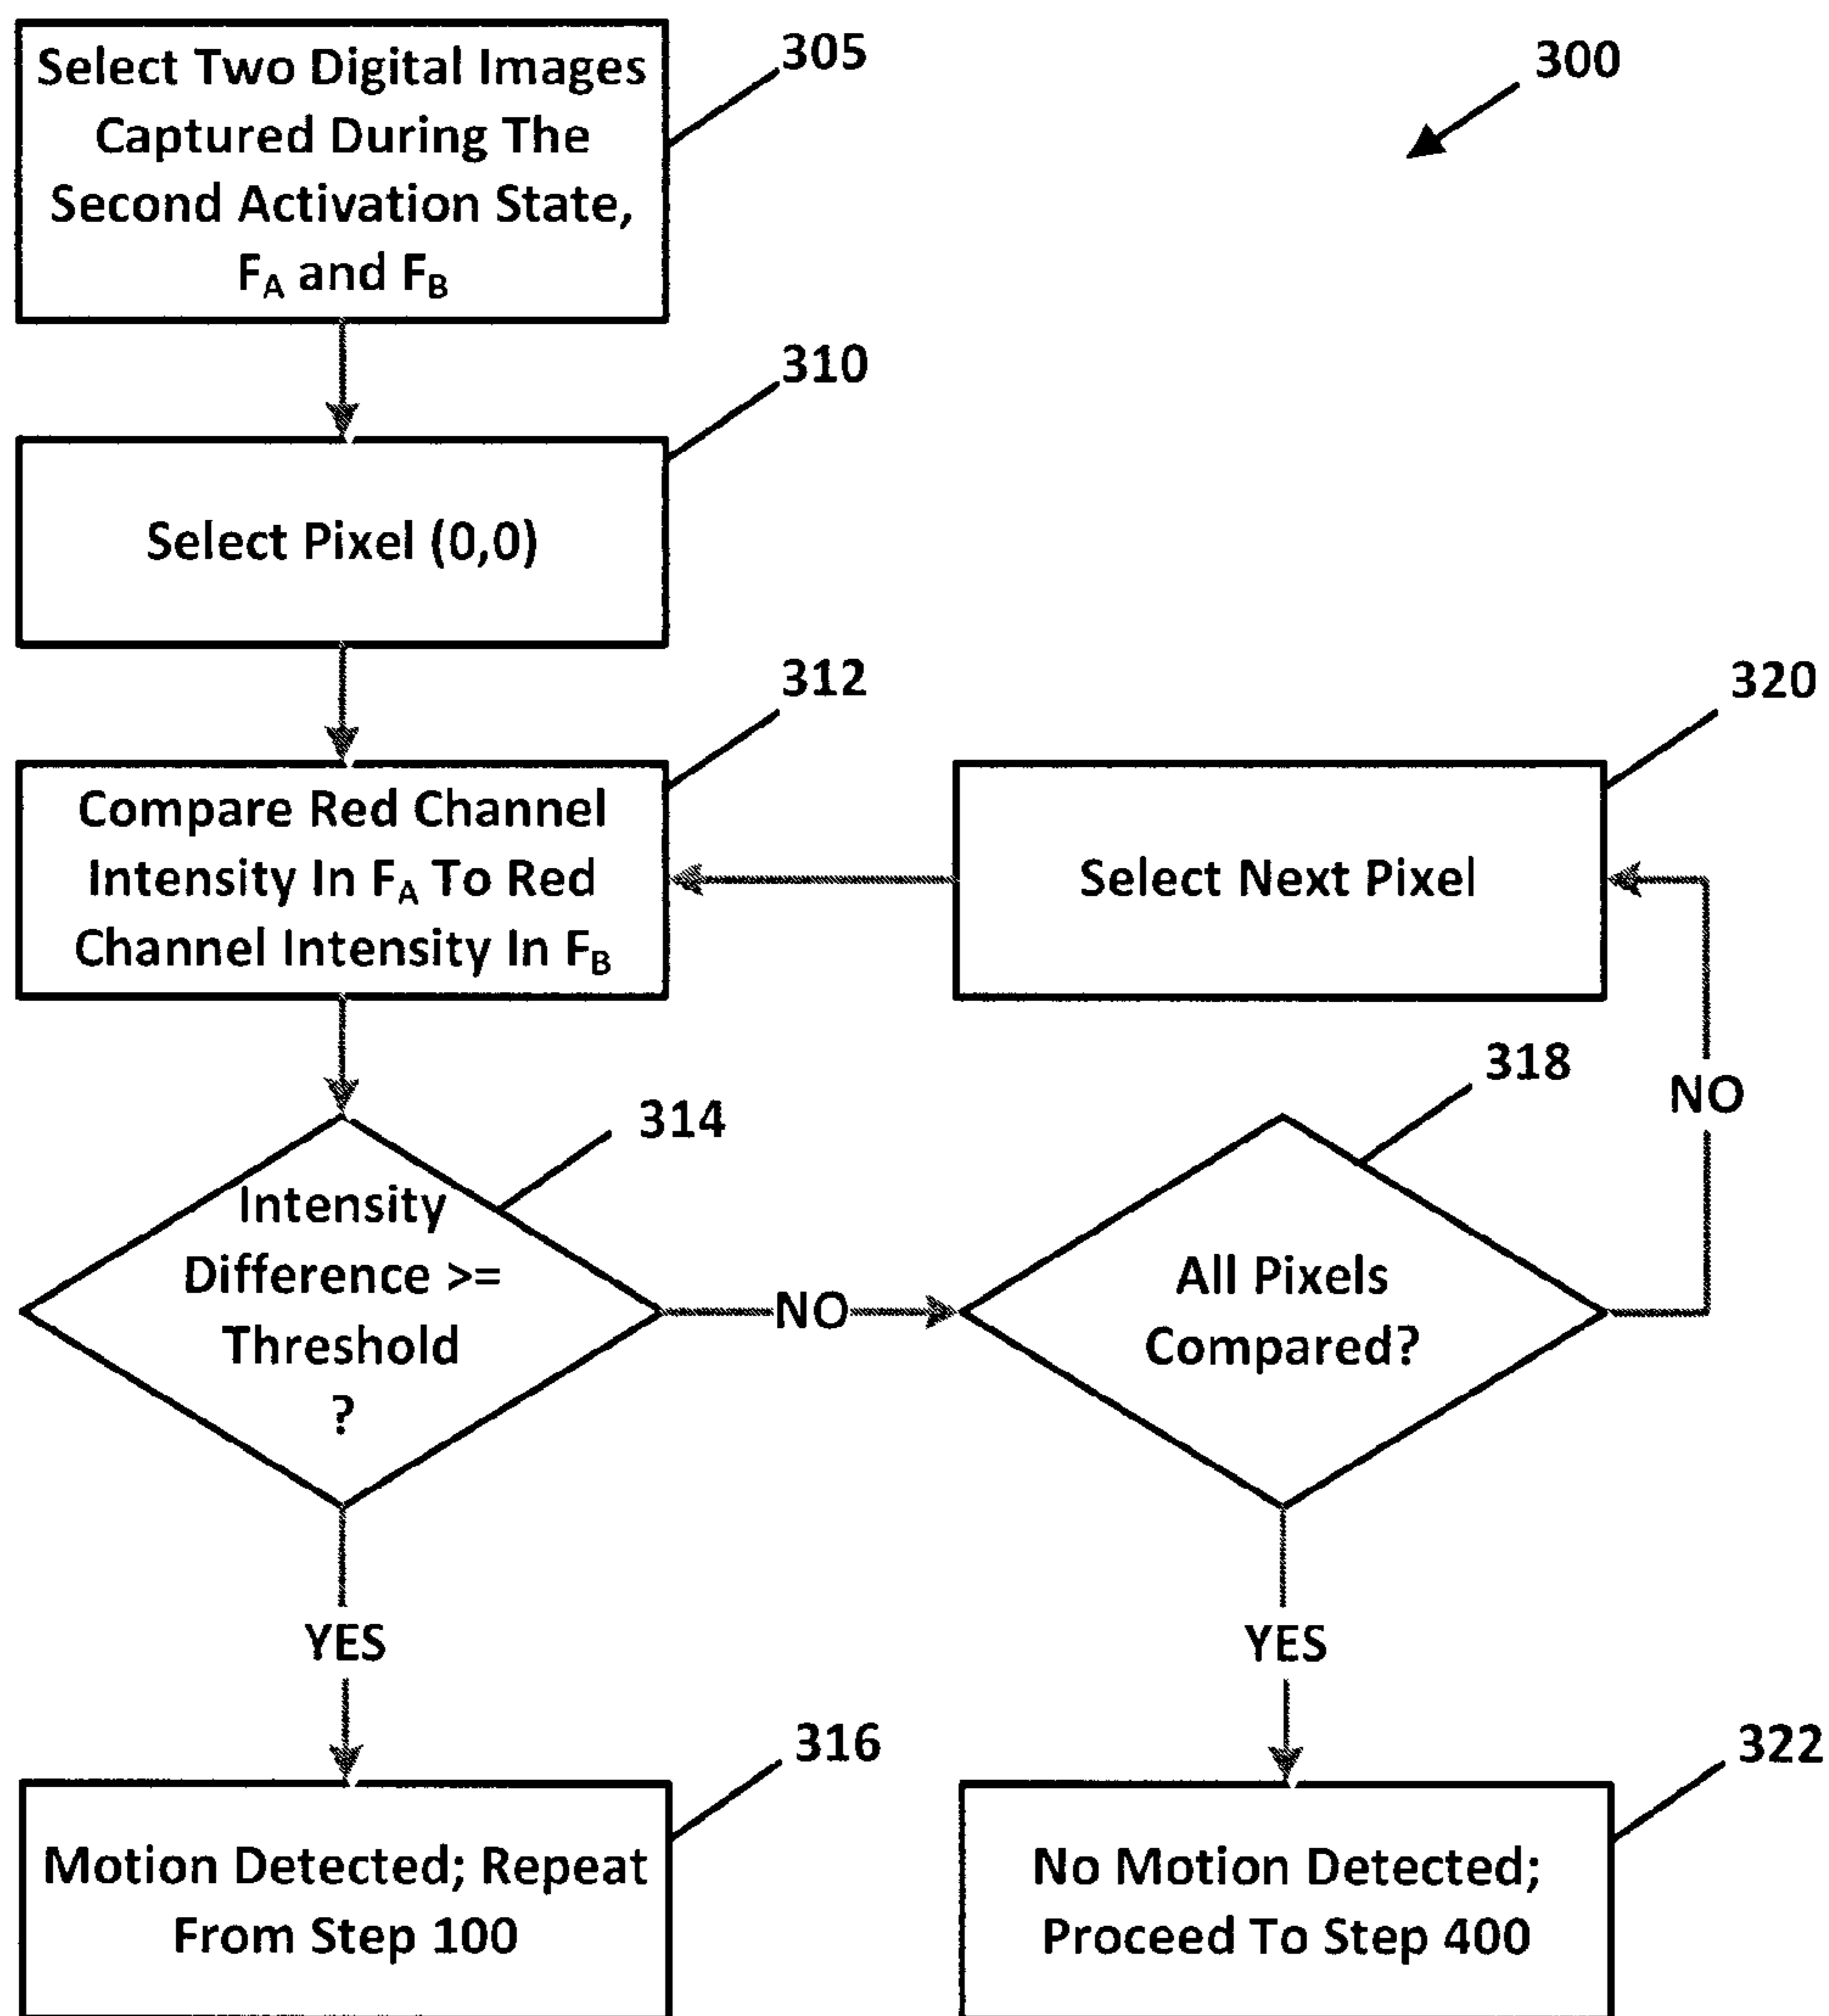 Select Two Digital Images
Captured During The
Second Activation State,
FA and FB
305
300
Select Pixel (0,0)
310
Compare Red Channel
Intensity In FA To Red
Channel Intensity In FB
312
Select Next Pixel
320
Intensity
Difference >=
Threshold
?
314
NO
All Pixels
Compared?
318
NO
YES
YES
Motion Detected; Repeat
From Step 100
316
No Motion Detected;
Proceed To Step 400
322